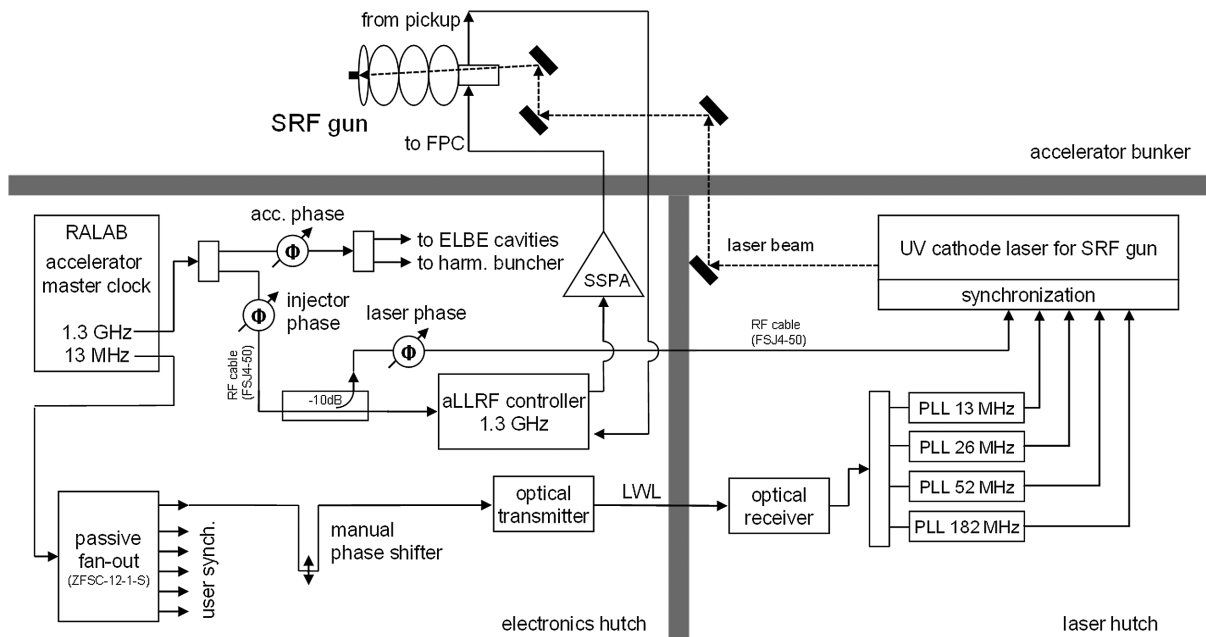 from pickup
SRF gun
to FPC
accelerator bunker
RALAB
accelerator
master clock
1.3 GHz
13 MHz
acc. phase
Φ
to ELBE cavities
to harm. buncher
injector
phase
Φ
laser phase
Φ
RF cable
(FSJ4-50)
-10dB
SSPA
aLLRF controller
1.3 GHz
laser beam
UV cathode laser for SRF gun
synchronization
RF cable
(FSJ4-50)
PLL 13 MHz
PLL 26 MHz
PLL 52 MHz
PLL 182 MHz
passive
fan-out
(ZFSC-12-1-S)
user synch.
manual
phase shifter
optical
transmitter
LWL
optical
receiver
electronics hutch
laser hutch